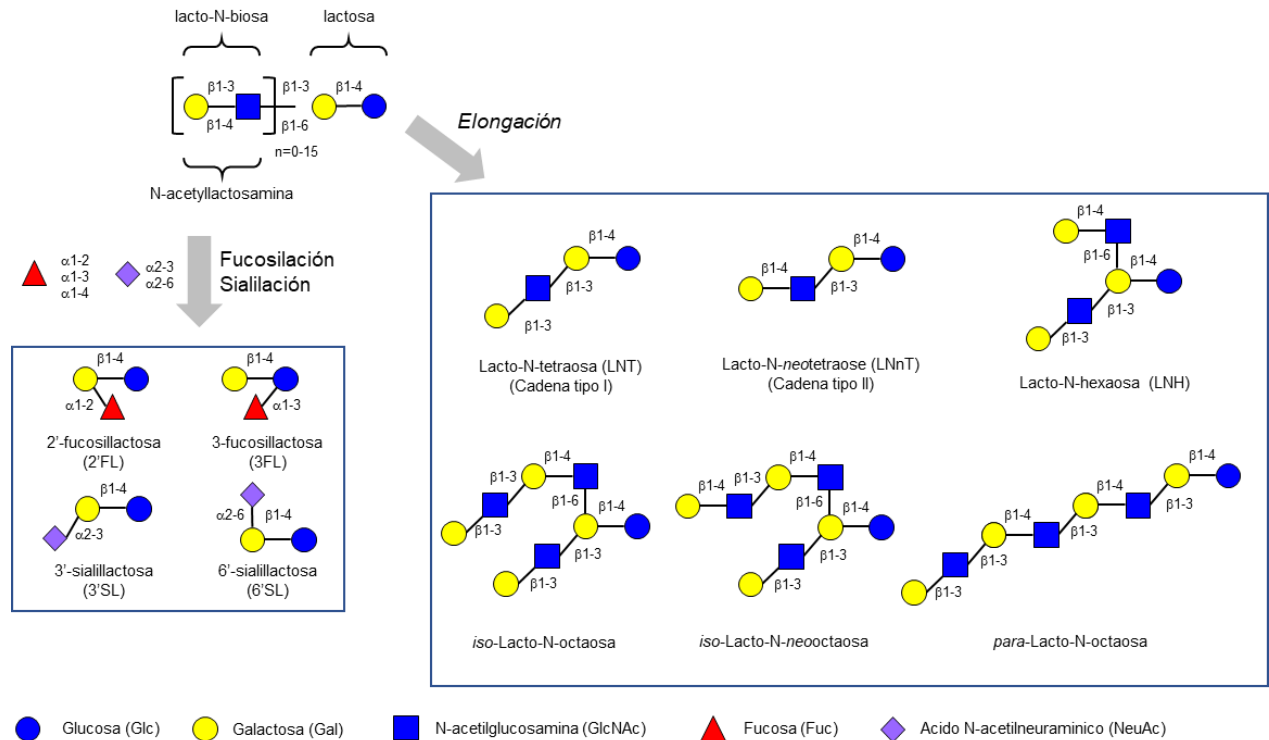 lacto-N-biosa
lactosa
β1-3
β1-3
β1-4
β1-4
β1-6
n=0-15
N-acetyllactosamina
Elongación
α1-2
α1-3
α1-4
α2-3
α2-6
Fucosilación
Sialilación
β1-4
α1-2
2’-fucosillactosa
(2’FL)
β1-4
α1-3
3-fucosillactosa
(3FL)
β1-4
α2-3
3’-sialillactosa
(3’SL)
α2-6
β1-4
6’-sialillactosa
(6’SL)
β1-4
β1-3
β1-3
Lacto-N-tetraosa (LNT)
(Cadena tipo I)
β1-4
β1-4
β1-3
Lacto-N-neotetraose (LNnT)
(Cadena tipo II)
β1-4
β1-6
β1-4
β1-3
β1-3
Lacto-N-hexaosa (LNH)
β1-4
β1-3
β1-6
β1-4
β1-3
β1-3
β1-3
iso-Lacto-N-octaosa
β1-4
β1-3
β1-4
β1-6
β1-4
β1-3
β1-3
iso-Lacto-N-neooctaosa
β1-4
β1-3
β1-4
β1-3
β1-4
β1-3
β1-3
para-Lacto-N-octaosa
Glucosa (Glc)
Galactosa (Gal)
N-acetilglucosamina (GlcNAc)
Fucosa (Fuc)
Acido N-acetilneuraminico (NeuAc)